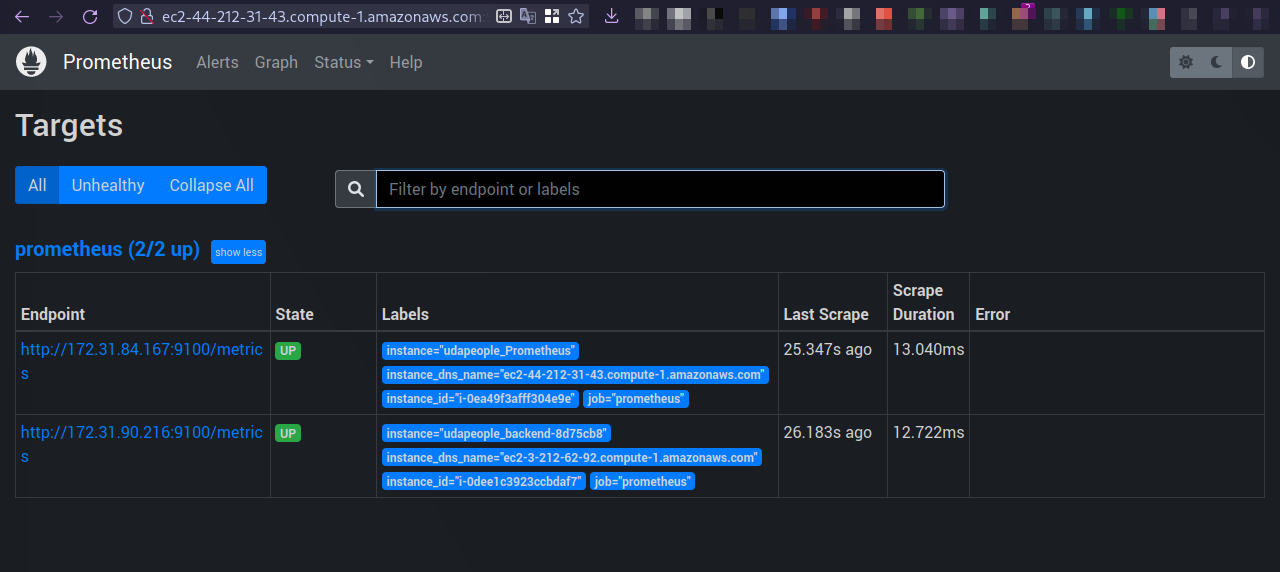 ec2-44-212-31-43.compute-1.amazonaws.com:
Prometheus Alerts Graph Status Help
Targets
All Unhealthy Collapse All
Filter by endpoint or labels
prometheus (2/2 up) show less
Endpoint State Labels Last Scrape Scrape Duration Error
http://172.31.84.167:9100/metrics UP instance="udapeople_Prometheus" 25.347s ago 13.040ms
instance_dns_name="ec2-44-212-31-43.compute-1.amazonaws.com"
instance_id="i-0ea49f3afff304e9e" job="prometheus"
http://172.31.90.216:9100/metrics UP instance="udapeople_backend-8d75cb8" 26.183s ago 12.722ms
instance_dns_name="ec2-3-212-62-92.compute-1.amazonaws.com"
instance_id="i-0dee1c3923ccbdaf7" job="prometheus"